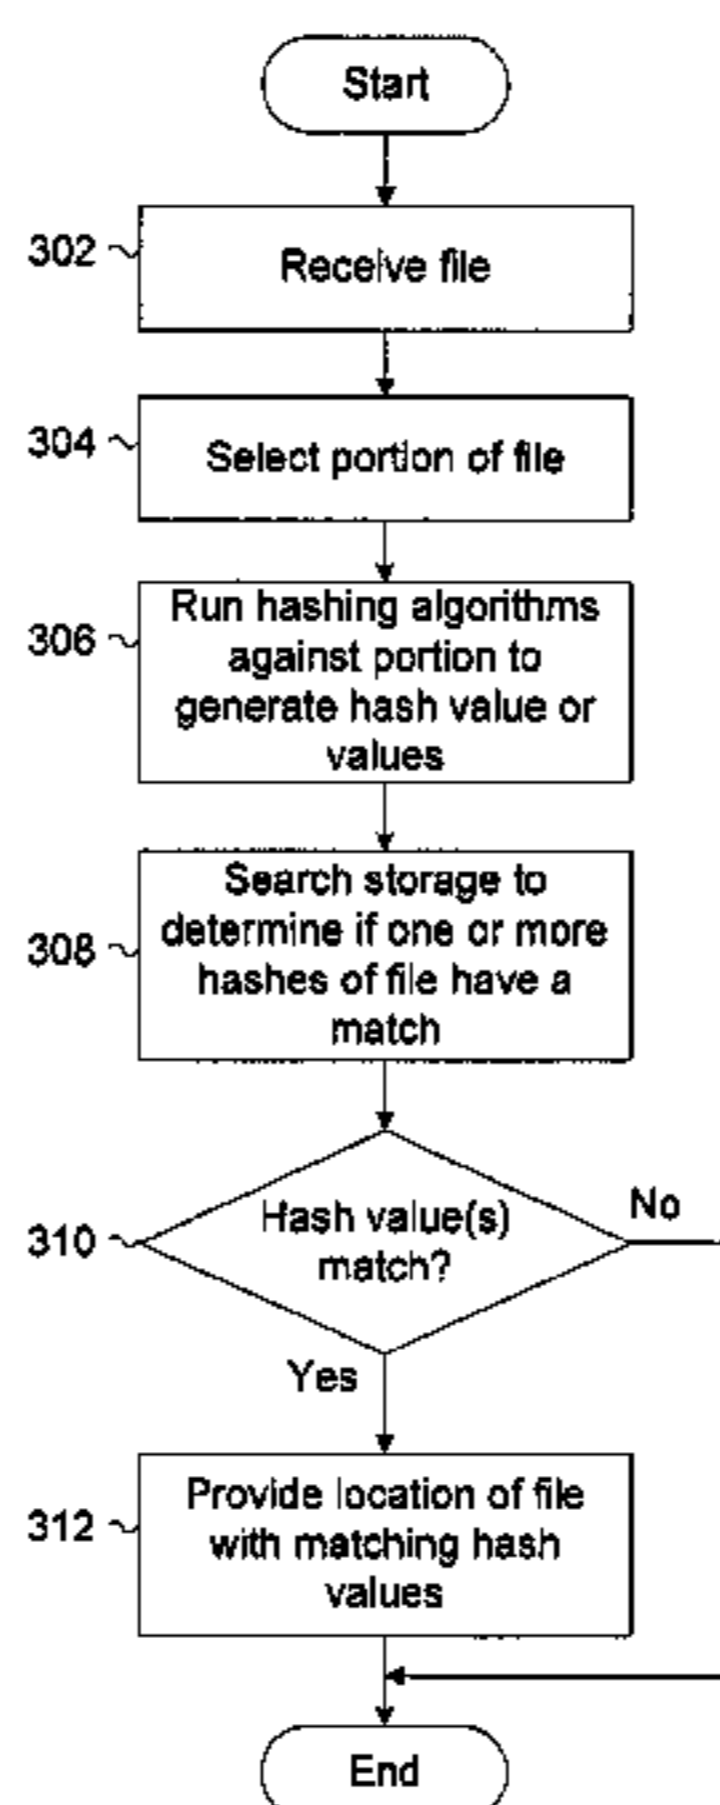 Start
302
Receive file
304
Select portion of file
306
Run hashing algorithms
against portion to
generate hash value or
values
308
Search storage to
determine if one or more
hashes of file have a
match
310
Hash value(s)
match?
No
Yes
312
Provide location of file
with matching hash
values
End